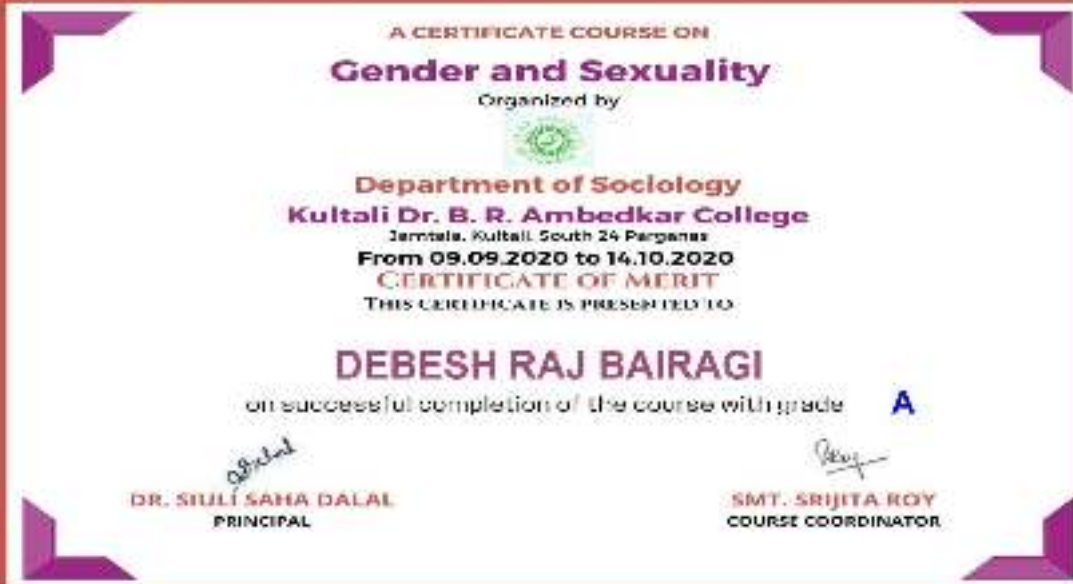 A CERTIFICATE COURSE ON
Gender and Sexuality
Organized by
Department of Sociology
Kultali Dr. B. R. Ambedkar College
Jamtala, Kultali, South 24 Parganas
From 09.09.2020 to 14.10.2020
CERTIFICATE OF MERIT
THIS CERTIFICATE IS PRESENTED TO
DEBESH RAJ BAIRAGI
on successful completion of the course with grade A
DR. SIULI SAHA DALAL
PRINCIPAL
SMT. SRIJITA ROY
COURSE COORDINATOR